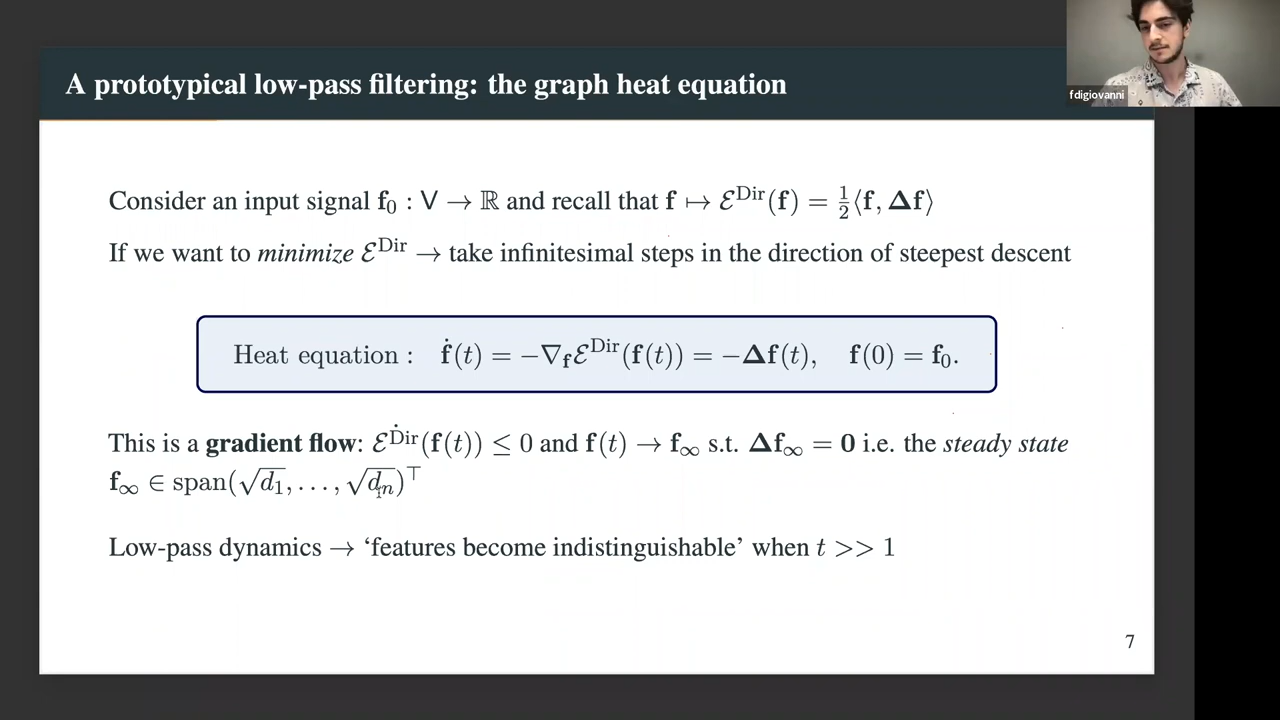 A prototypical low-pass filtering: the graph heat equation
fdigiovanni
Consider an input signal f₀ : V → ℝ and recall that f ↦ ℰ^Dir(f) = ½⟨f, Δf⟩
If we want to minimize ℰ^Dir → take infinitesimal steps in the direction of steepest descent
Heat equation : ḟ(t) = −∇_f ℰ^Dir(f(t)) = −Δf(t), f(0) = f₀.
This is a gradient flow: ℰ^Ḋir(f(t)) ≤ 0 and f(t) → f_∞ s.t. Δf_∞ = 0 i.e. the steady state
f_∞ ∈ span(√d₁, . . . , √dₙ)^⊤
Low-pass dynamics → ‘features become indistinguishable’ when t >> 1
7